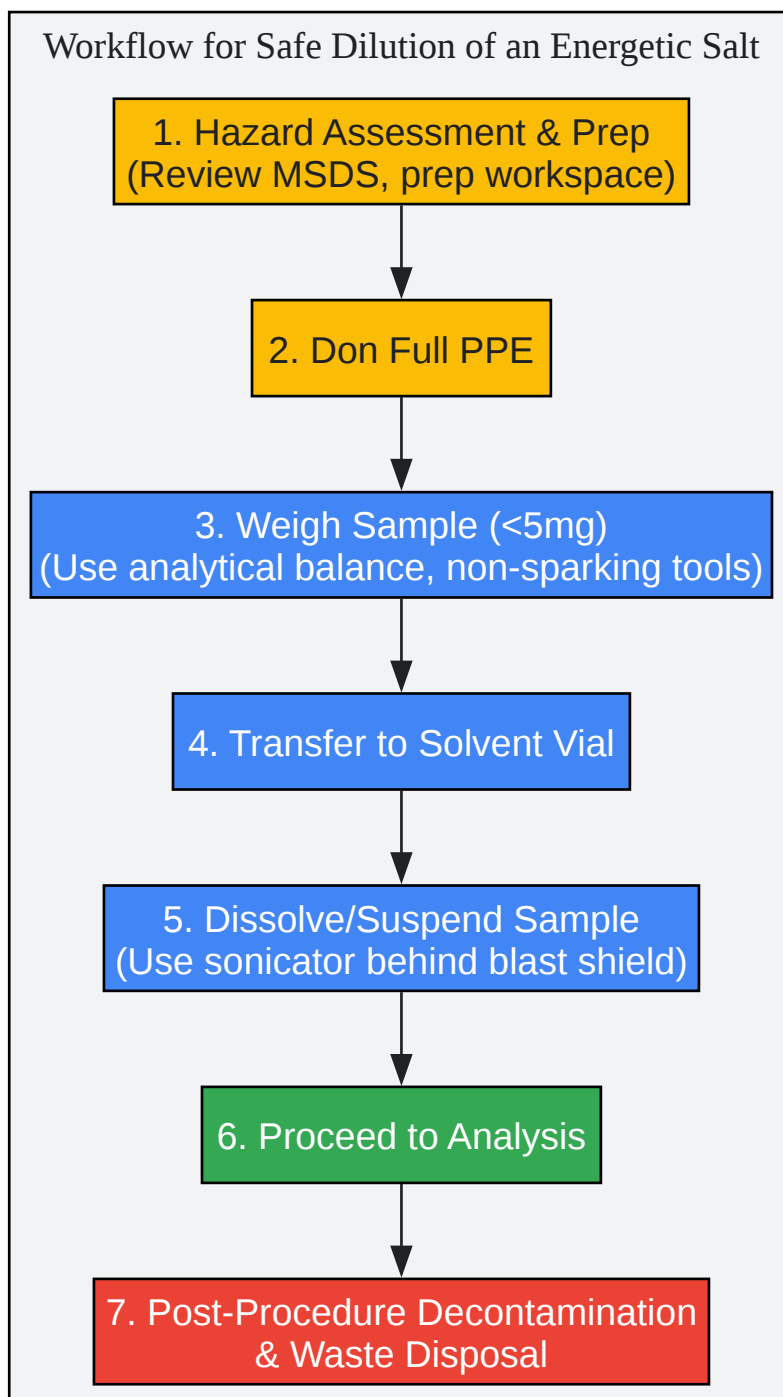 Workflow for Safe Dilution of an Energetic Salt
1. Hazard Assessment & Prep
(Review MSDS, prep workspace)
2. Don Full PPE
3. Weigh Sample (<5mg)
(Use analytical balance, non-sparking tools)
4. Transfer to Solvent Vial
5. Dissolve/Suspend Sample
(Use sonicator behind blast shield)
6. Proceed to Analysis
7. Post-Procedure Decontamination
& Waste Disposal